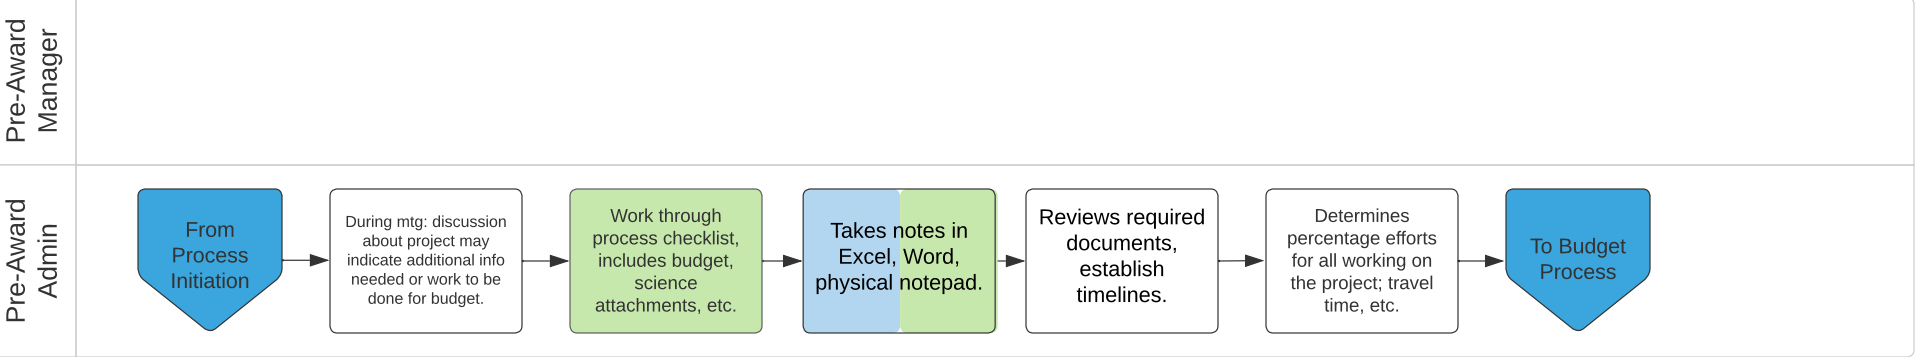 Pre-Award
Manager
Pre-Award
Admin
From
Process
Initiation
During mtg: discussion
about project may
indicate additional info
needed or work to be
done for budget.
Work through
process checklist,
includes budget,
science
attachments, etc.
Takes notes in
Excel, Word,
physical notepad.
Reviews required
documents,
establish
timelines.
Determines
percentage efforts
for all working on
the project; travel
time, etc.
To Budget
Process